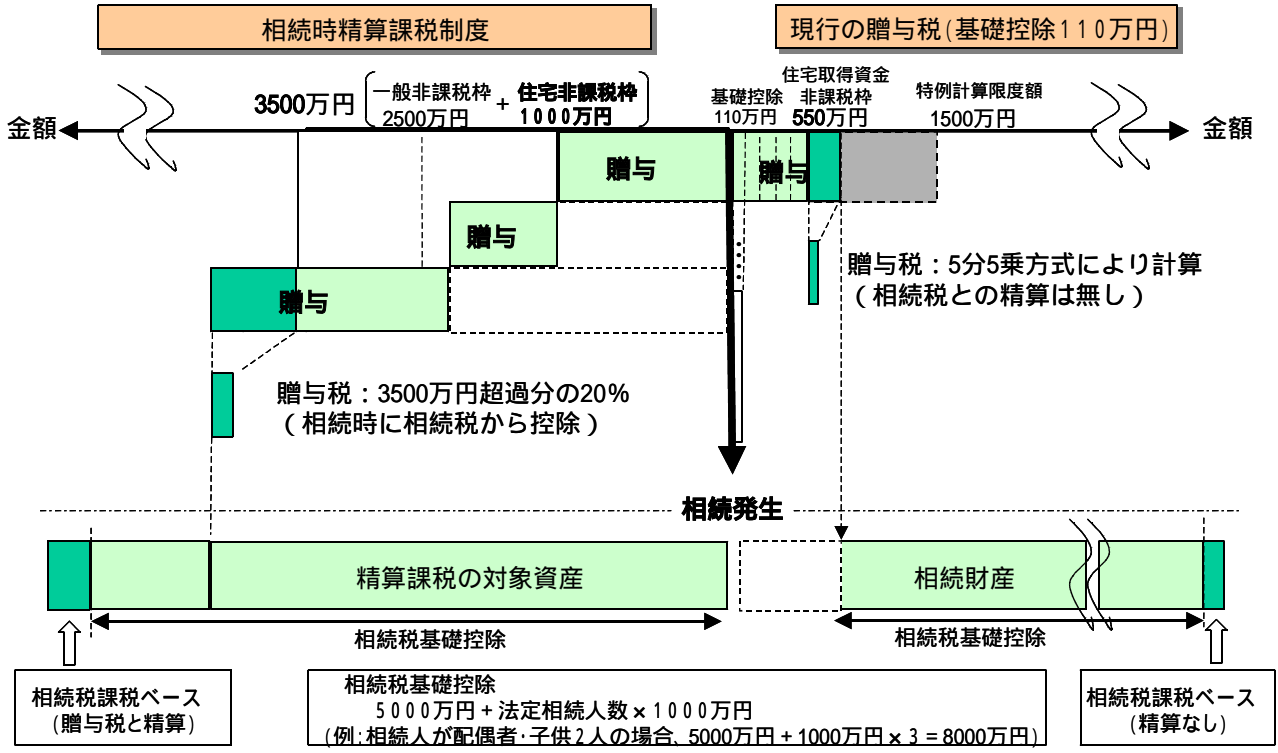 相続時精算課税制度
現行の贈与税(基礎控除110万円)
3500万円
一般非課税枠
2500万円
+
住宅非課税枠
1000万円
基礎控除
110万円
住宅取得資金
非課税枠
550万円
特例計算限度額
1500万円
金額
金額
贈与
贈与
贈与
贈与
贈与税:5分5乗方式により計算
(相続税との精算は無し)
贈与税:3500万円超過分の20%
(相続時に相続税から控除)
相続発生
精算課税の対象資産
相続財産
相続税基礎控除
相続税基礎控除
相続税課税ベース
(贈与税と精算)
相続税基礎控除
5000万円+法定相続人数×1000万円
(例:相続人が配偶者・子供2人の場合、5000万円+1000万円×3=8000万円)
相続税課税ベース
(精算なし)